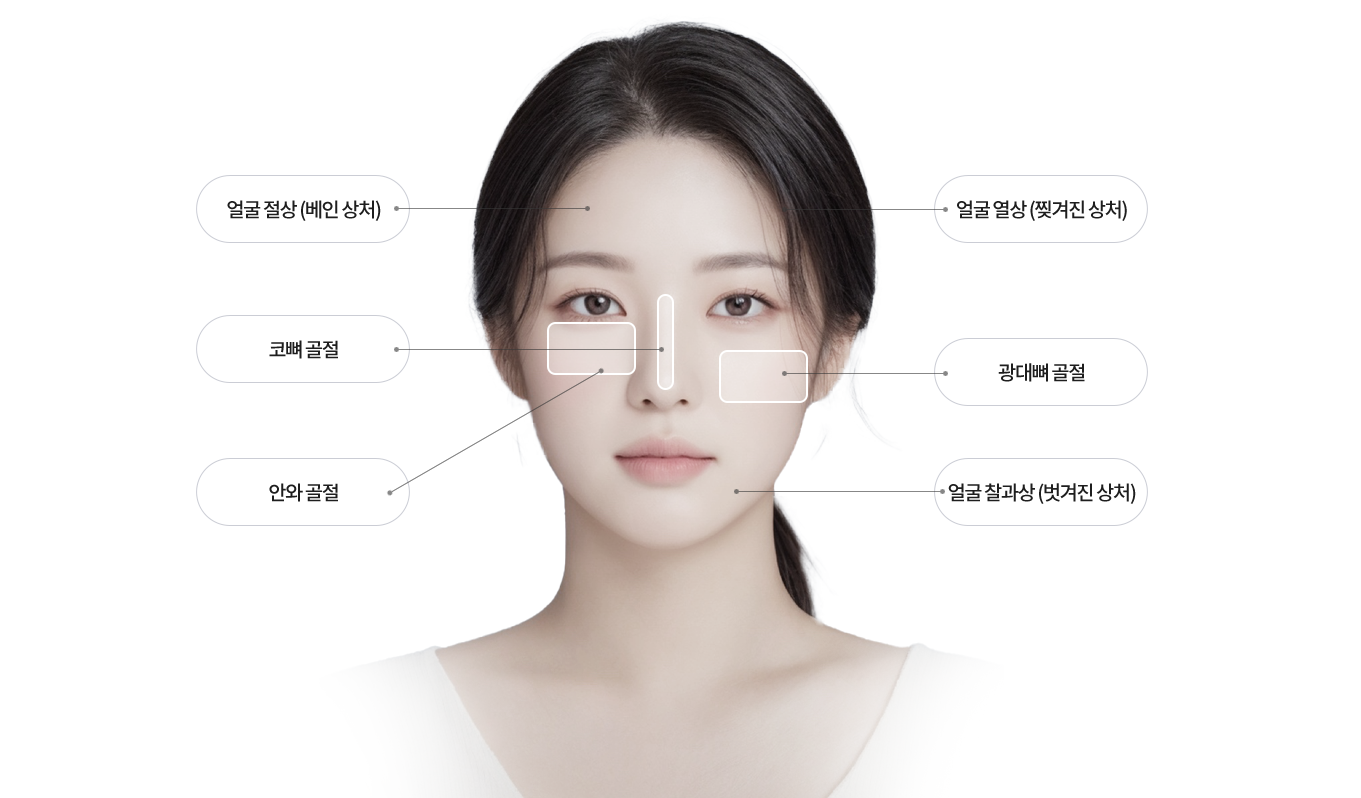 얼굴 절상 (베인 상처)
얼굴 열상 (찢겨진 상처)
코뼈 골절
광대뼈 골절
안와 골절
얼굴 찰과상 (벗겨진 상처)